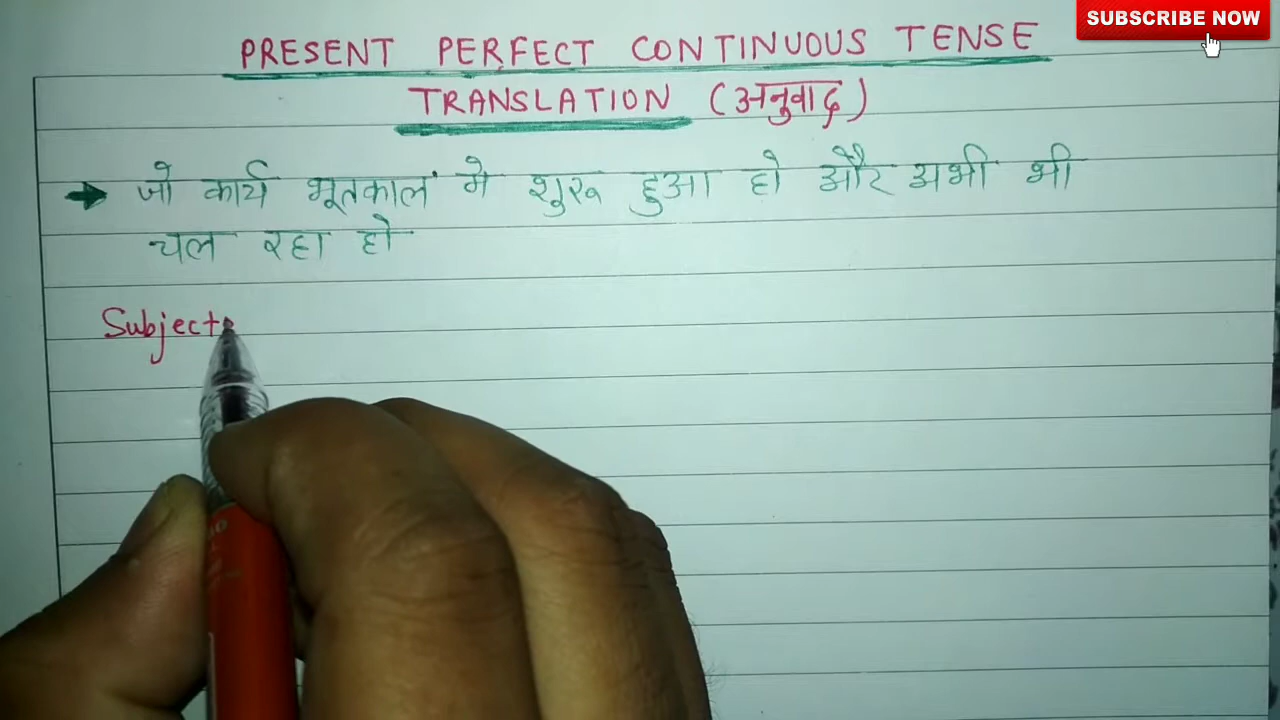 SUBSCRIBE NOW
PRESENT PERFECT CONTINUOUS TENSE
TRANSLATION (अनुवाद)
→ जो कार्य भूतकाल में शुरू हुआ हो और अभी भी
चल रहा हो
Subject